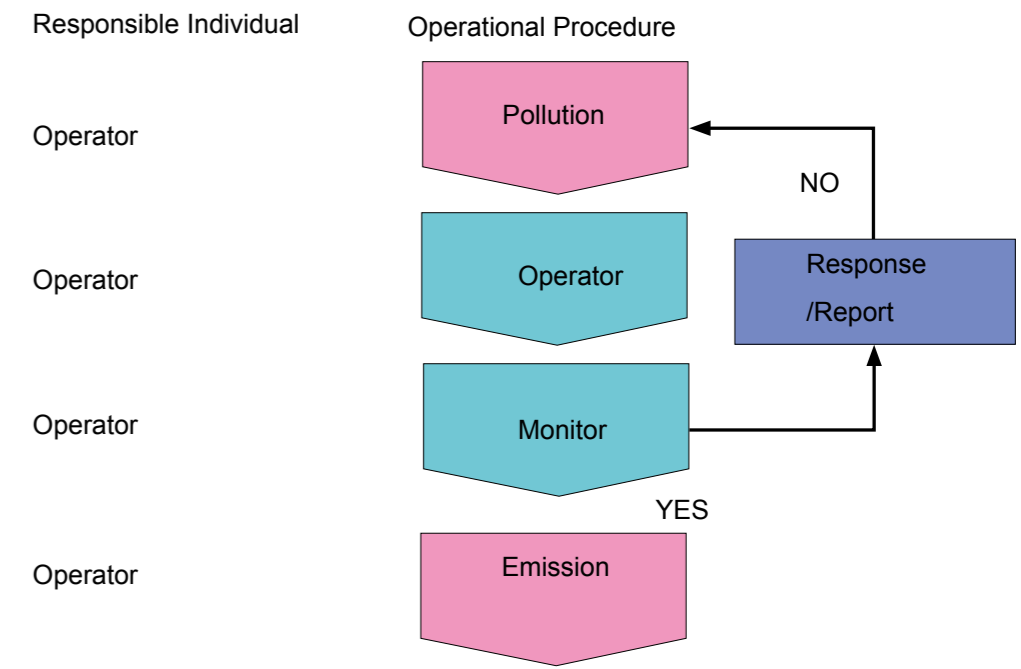 Responsible Individual
Operational Procedure
Operator
Pollution
NO
Operator
Operator
Response
/Report
Operator
Monitor
YES
Operator
Emission